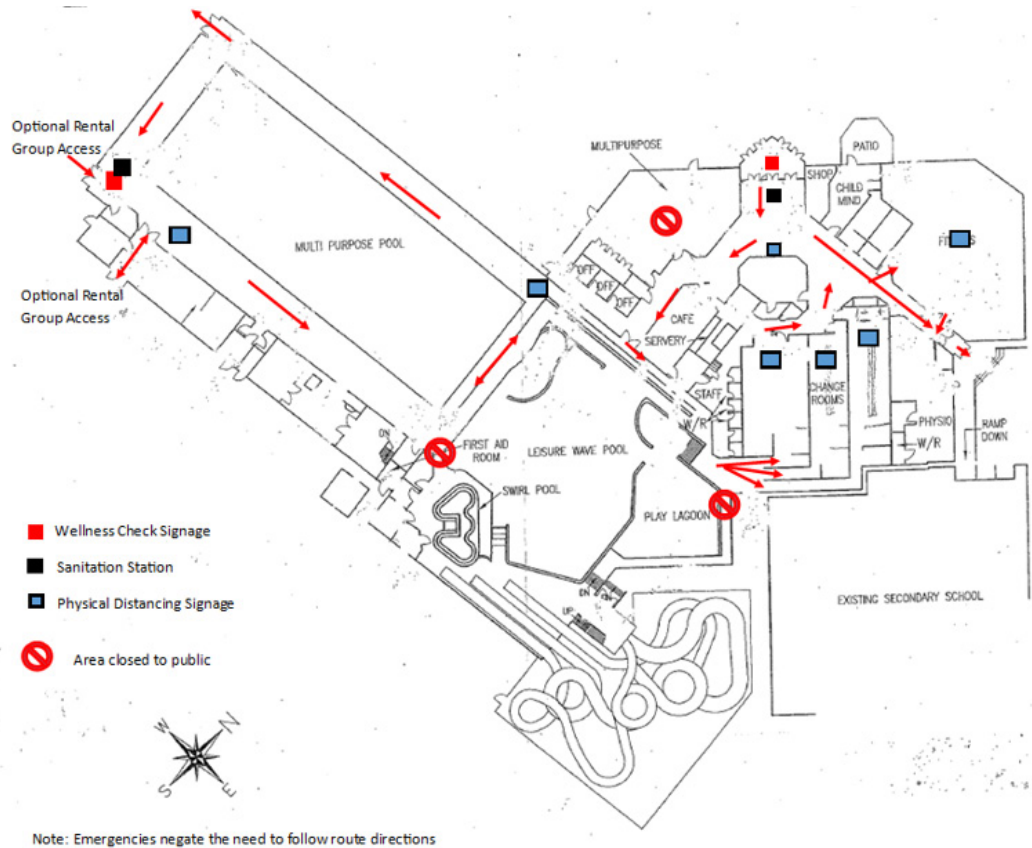 Optional Rental
Group Access
MULTIPURPOSE
PATIO
SHOP
CHILD
MIND
MULTI PURPOSE POOL
OFF
OFF
OFF
Optional Rental
Group Access
CAFE
SERVERY
STAFF
W/R
CHANGE
ROOMS
PHYSIO
W/R
RAMP
DOWN
DN
FIRST AID
ROOM
LEISURE WAVE POOL
SWIRL POOL
PLAY LAGOON
Wellness Check Signage
Sanitation Station
Physical Distancing Signage
EXISTING SECONDARY SCHOOL
DN
DN
UP
Area closed to public
W
N
S
E
Note: Emergencies negate the need to follow route directions